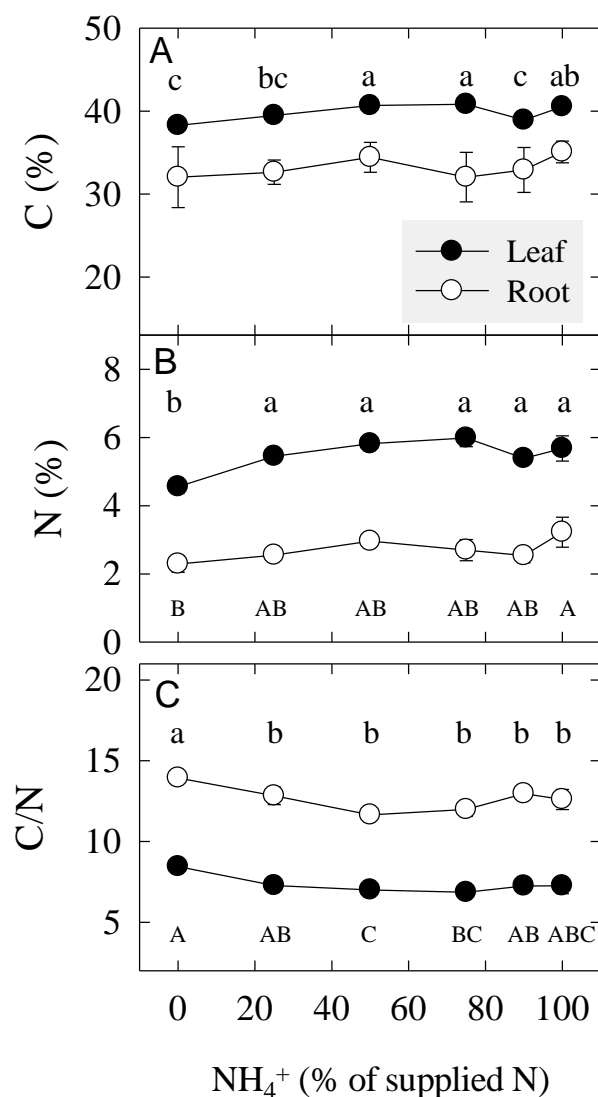 50
A
c bc a a c ab
40
C (%)
30
Leaf
Root
20
8
B
b a a a a a
6
N (%)
4
2
B AB AB AB AB A
0
20
C
a b b b b b
15
C/N
10
5
A AB C BC AB ABC
0 20 40 60 80 100
NH₄⁺ (% of supplied N)